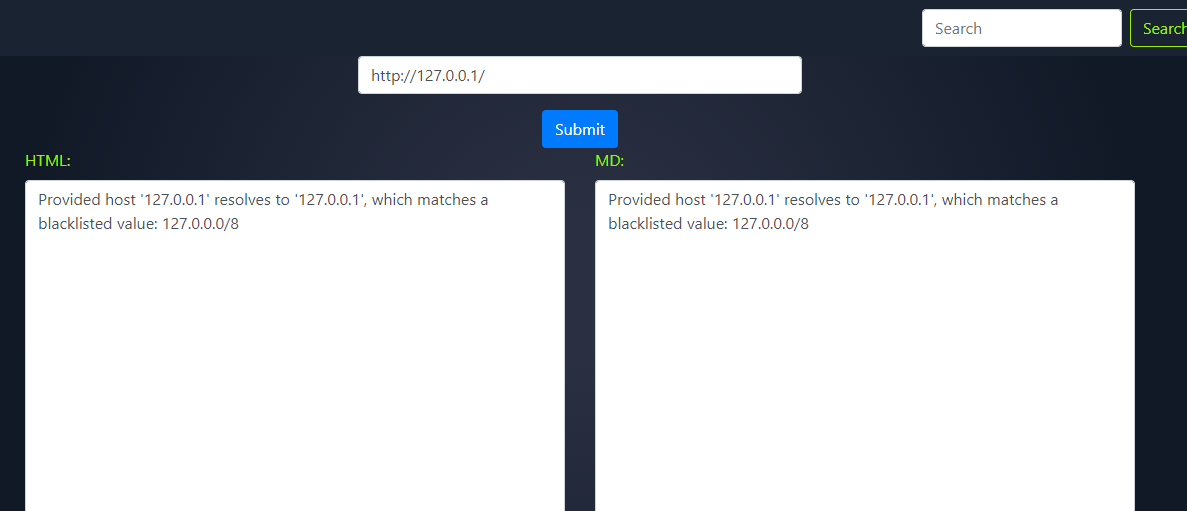 Search
Search
http://127.0.0.1/
Submit
HTML:
Provided host '127.0.0.1' resolves to '127.0.0.1', which matches a
blacklisted value: 127.0.0.0/8
MD:
Provided host '127.0.0.1' resolves to '127.0.0.1', which matches a
blacklisted value: 127.0.0.0/8